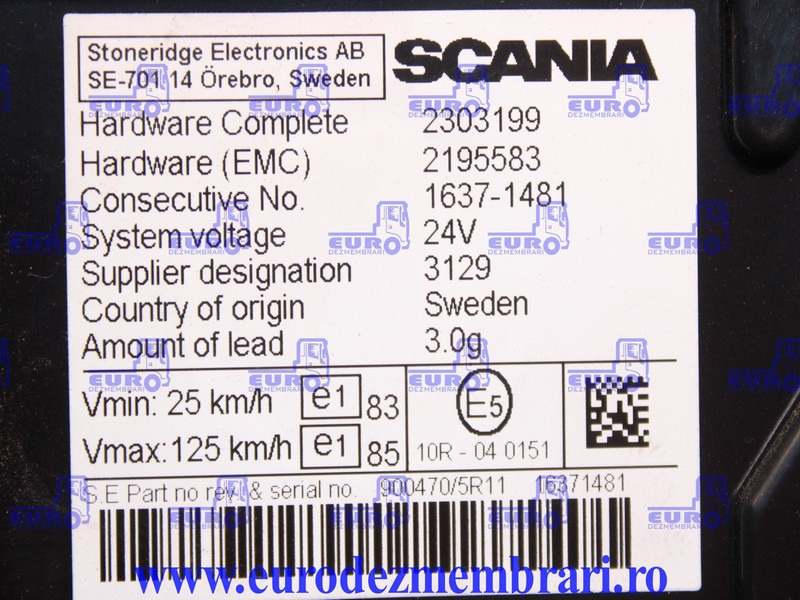 Stoneridge Electronics AB
SE-701 14 Örebro, Sweden
SCANIA
Hardware Complete 2303199
Hardware (EMC) 2195583
Consecutive No. 1637-1481
System voltage 24V
Supplier designation 3129
Country of origin Sweden
Amount of lead 3.0g
Vmin: 25 km/h e1 83
Vmax: 125 km/h e1 85
E5
10R - 04 0151
S.E Part no rev. & serial no. 900470/5R11 16371481
www.eurodezmembrari.ro
EURO
DEZMEMBRARI